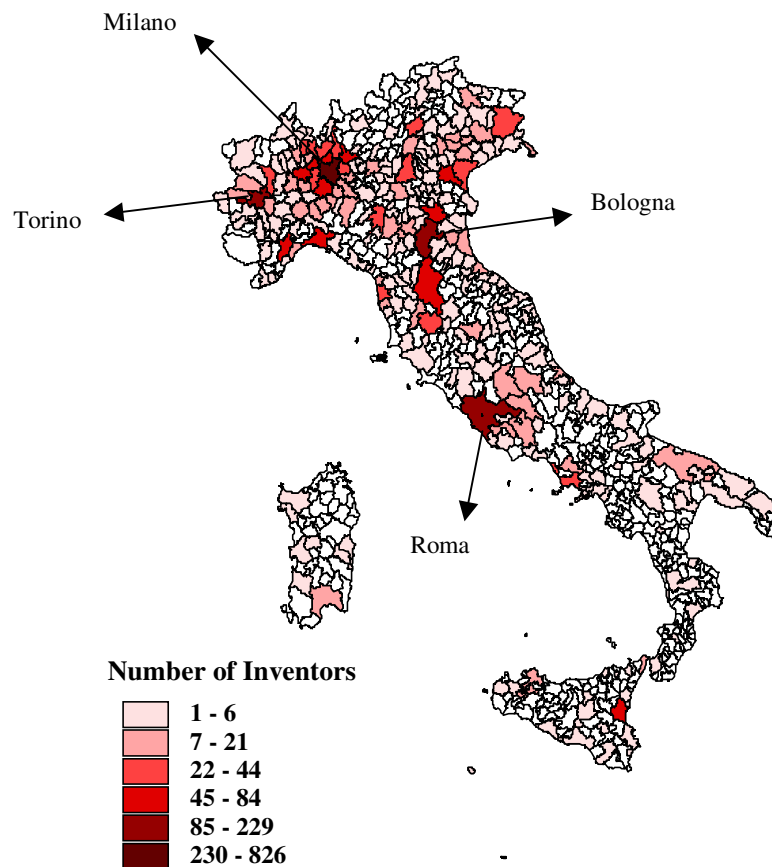 Milano
Torino
Bologna
Roma
Number of Inventors
1 - 6
7 - 21
22 - 44
45 - 84
85 - 229
230 - 826